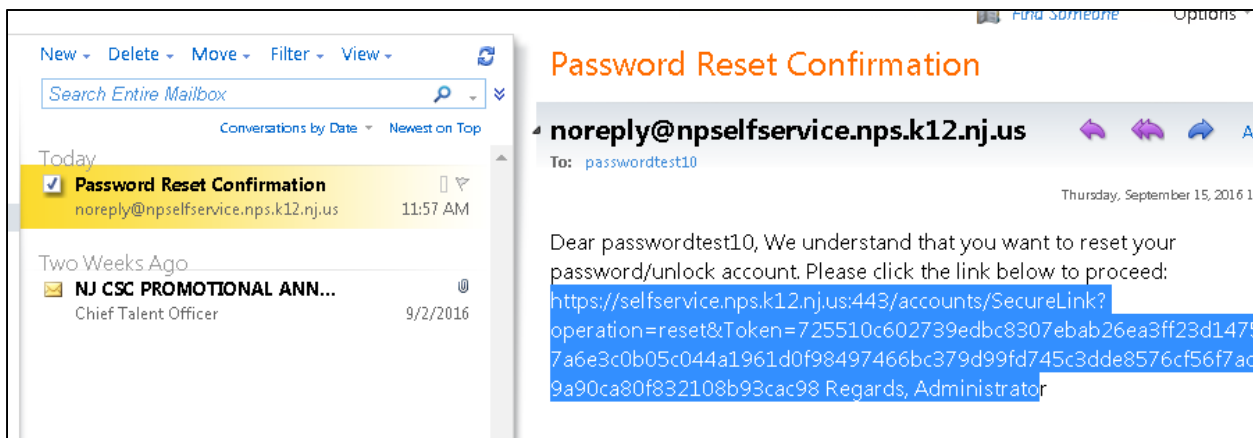 Find Someone Options
New Delete Move Filter View
Search Entire Mailbox
Conversations by Date Newest on Top
Today
Password Reset Confirmation
noreply@npselfservice.nps.k12.nj.us 11:57 AM
Two Weeks Ago
NJ CSC PROMOTIONAL ANN...
Chief Talent Officer 9/2/2016
Password Reset Confirmation
noreply@npselfservice.nps.k12.nj.us
To: passwordtest10
Thursday, September 15, 2016 1
Dear passwordtest10, We understand that you want to reset your
password/unlock account. Please click the link below to proceed:
https://selfservice.nps.k12.nj.us:443/accounts/SecureLink?
operation=reset&Token=725510c602739edbc8307ebab26ea3ff23d1475
7a6e3c0b05c044a1961d0f98497466bc379d99fd745c3dde8576cf56f7ac
9a90ca80f832108b93cac98 Regards, Administrator